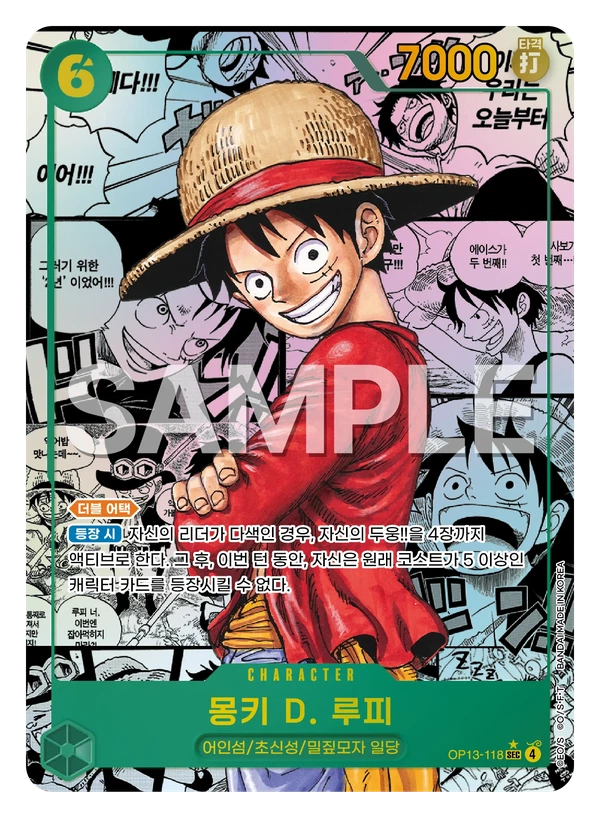 6
7000
타격
打
게다!!!
이어!!!
우리는
오늘부터
그러기 위한
'2년' 이었어!!!
에이스가
두 번째!!
사보가
첫 번째…
SAMPLE
맛
더블 어택
등장 시 자신의 리더가 다색인 경우, 자신의 두웅!!을 4장까지
액티브로 한다. 그 후, 이번 턴 동안, 자신은 원래 코스트가 5 이상인
캐릭터 카드를 등장시킬 수 없다.
루피 너,
이번엔
잡아먹히지
CHARACTER
몽키 D. 루피
어인섬/초신성/밀짚모자 일당
OP13-118 SEC 4
BANDAI MADE IN KOREA